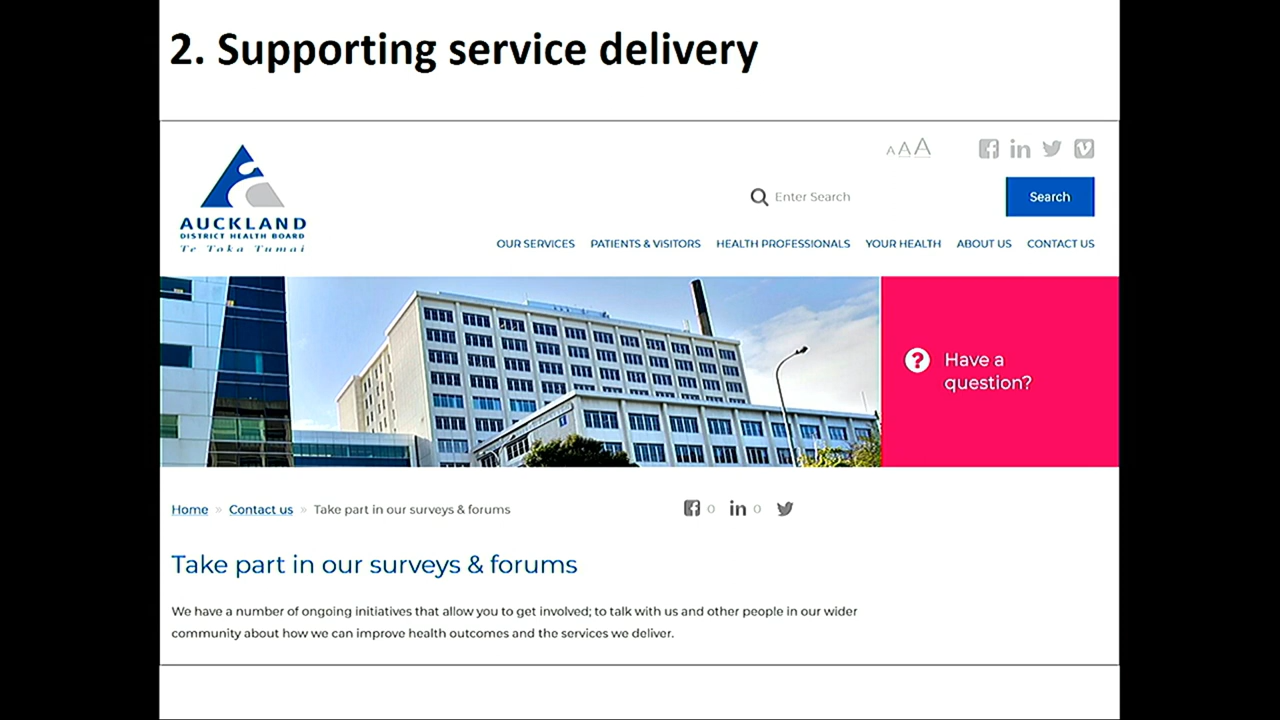 2. Supporting service delivery
A A A
Enter Search
Search
AUCKLAND
DISTRICT HEALTH BOARD
Te Toka Tumai
OUR SERVICES PATIENTS & VISITORS HEALTH PROFESSIONALS YOUR HEALTH ABOUT US CONTACT US
Have a
question?
Home » Contact us » Take part in our surveys & forums
0 0
Take part in our surveys & forums
We have a number of ongoing initiatives that allow you to get involved; to talk with us and other people in our wider
community about how we can improve health outcomes and the services we deliver.